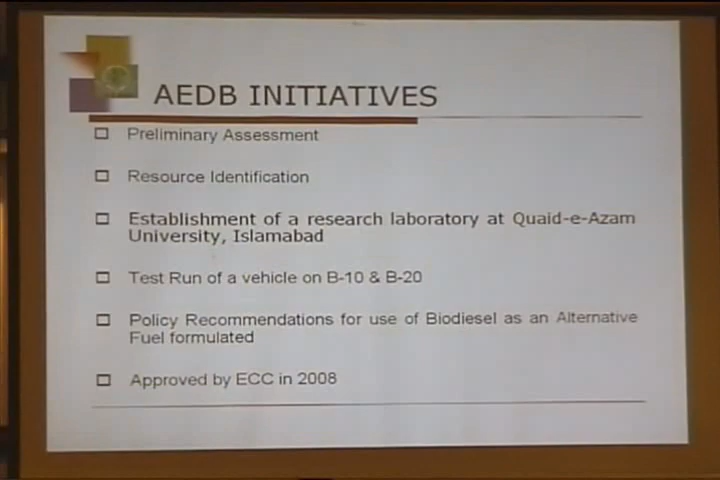 AEDB INITIATIVES
Preliminary Assessment
Resource Identification
Establishment of a research laboratory at Quaid-e-Azam
University, Islamabad
Test Run of a vehicle on B-10 & B-20
Policy Recommendations for use of Biodiesel as an Alternative
Fuel formulated
Approved by ECC in 2008